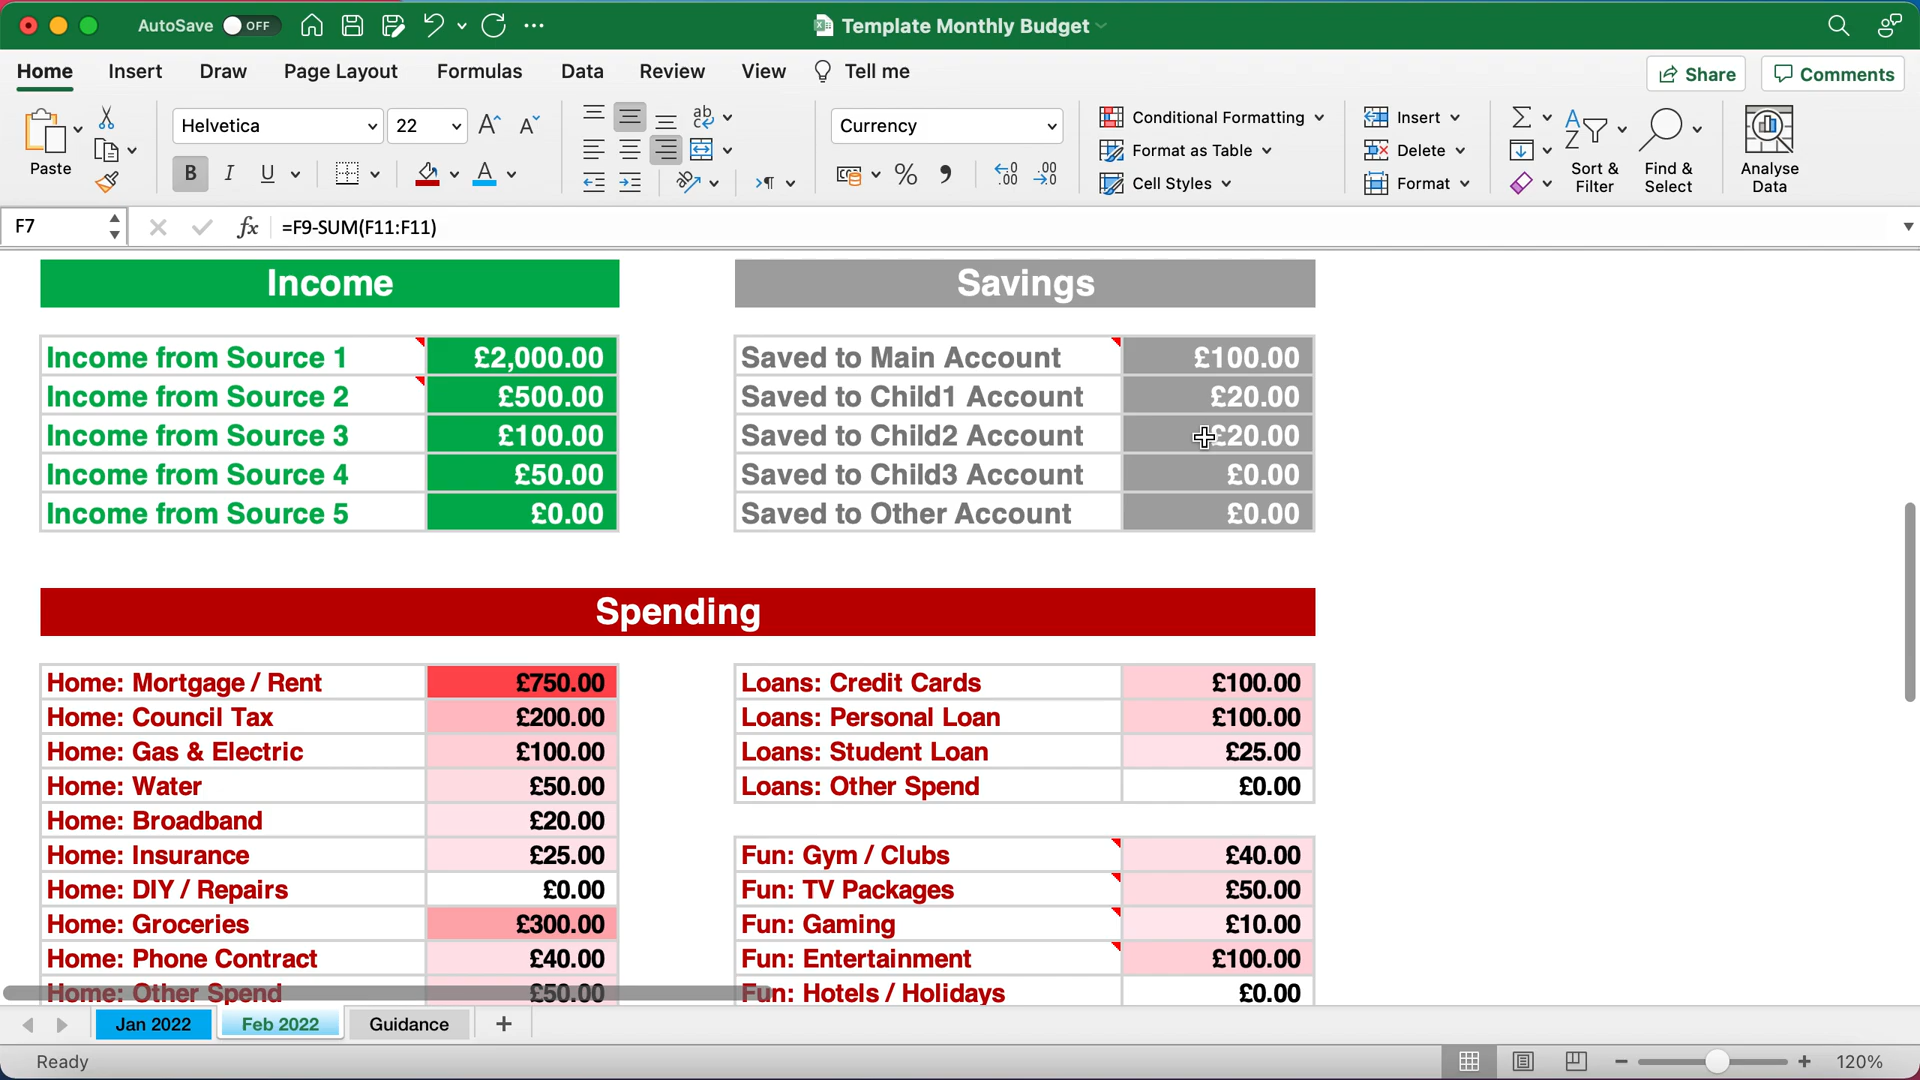 AutoSave OFF
Template Monthly Budget
Home Insert Draw Page Layout Formulas Data Review View Tell me
Share Comments
Paste
Helvetica 22
B I U
Currency
Conditional Formatting
Format as Table
Cell Styles
Insert
Delete
Format
Sort & Filter
Find & Select
Analyse Data
F7 fx =F9-SUM(F11:F11)
Income
Income from Source 1 £2,000.00
Income from Source 2 £500.00
Income from Source 3 £100.00
Income from Source 4 £50.00
Income from Source 5 £0.00
Savings
Saved to Main Account £100.00
Saved to Child1 Account £20.00
Saved to Child2 Account £20.00
Saved to Child3 Account £0.00
Saved to Other Account £0.00
Spending
Home: Mortgage / Rent £750.00
Home: Council Tax £200.00
Home: Gas & Electric £100.00
Home: Water £50.00
Home: Broadband £20.00
Home: Insurance £25.00
Home: DIY / Repairs £0.00
Home: Groceries £300.00
Home: Phone Contract £40.00
Home: Other Spend £50.00
Loans: Credit Cards £100.00
Loans: Personal Loan £100.00
Loans: Student Loan £25.00
Loans: Other Spend £0.00
Fun: Gym / Clubs £40.00
Fun: TV Packages £50.00
Fun: Gaming £10.00
Fun: Entertainment £100.00
Fun: Hotels / Holidays £0.00
Jan 2022 Feb 2022 Guidance +
Ready
120%